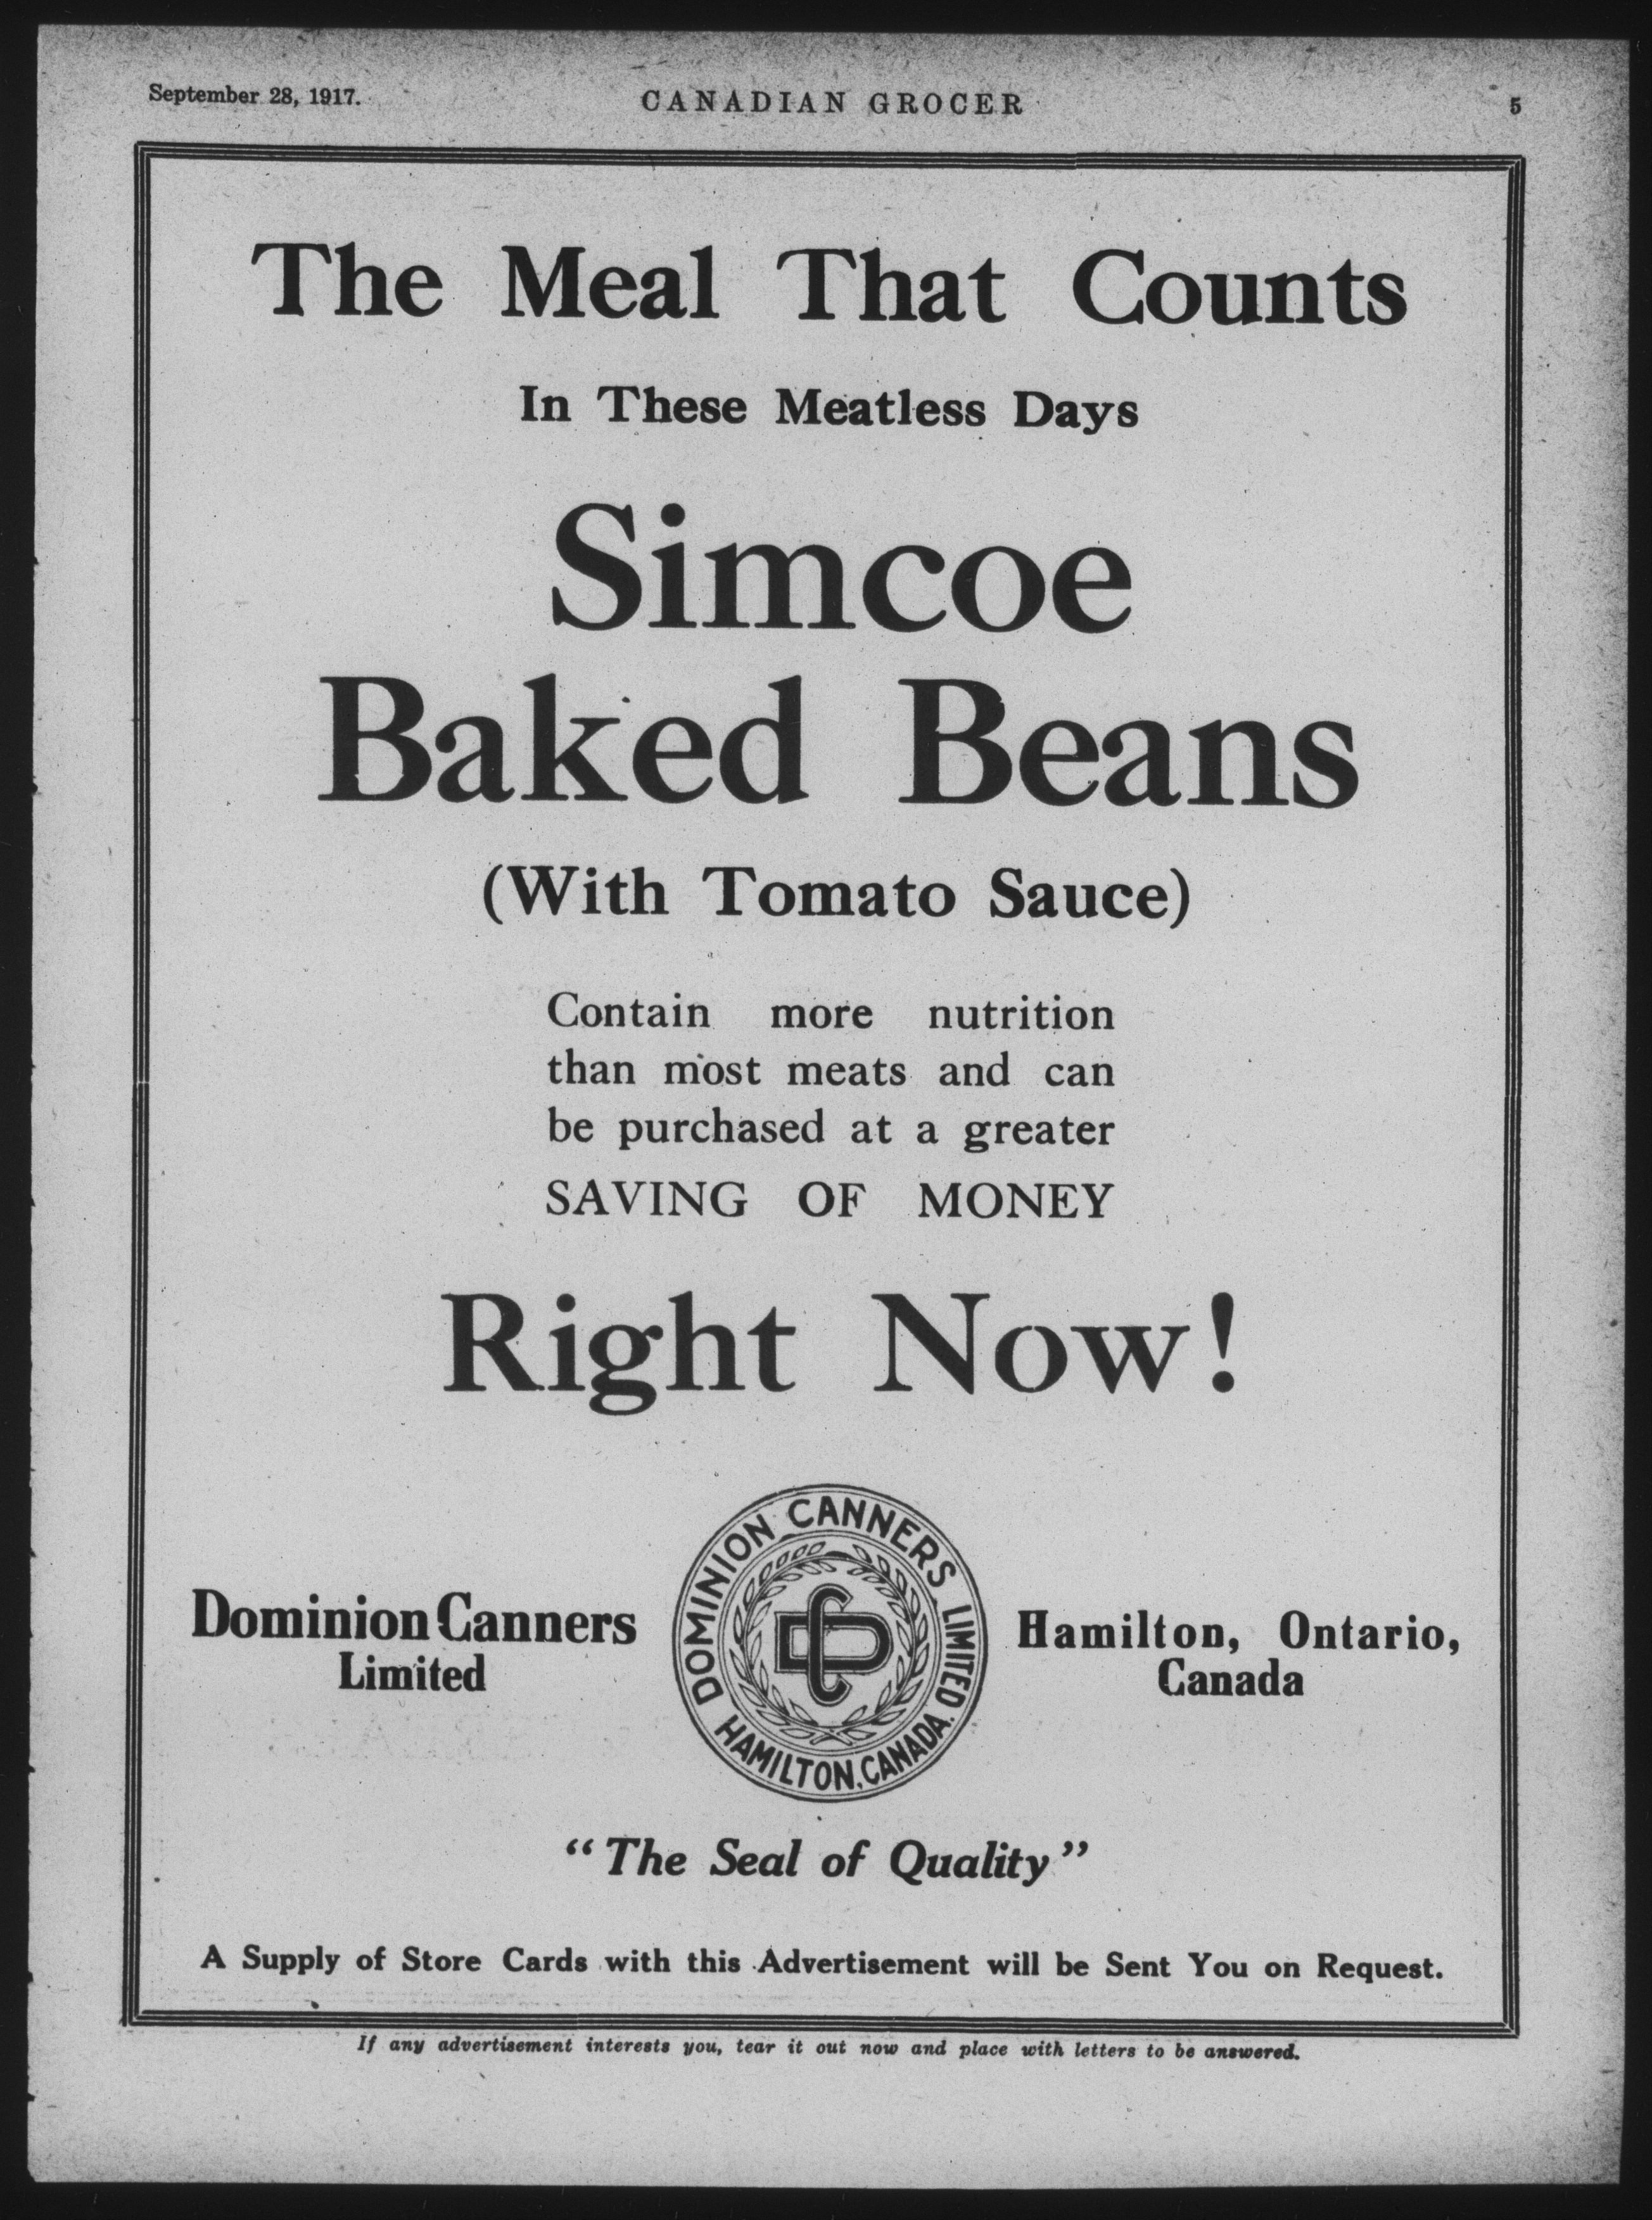 September 28, 1917.
CANADIAN GROCER
5
The Meal That Counts
In These Meatless Days
Simcoe
Baked Beans
(With Tomato Sauce)
Contain more nutrition
than most meats and can
be purchased at a greater
SAVING OF MONEY
Right Now!
Dominion Canners
Limited
DOMINION CANNERS LIMITED.
HAMILTON, CANADA.
Hamilton, Ontario,
Canada
"The Seal of Quality"
A Supply of Store Cards with this Advertisement will be Sent You on Request.
If any advertisement interests you, tear it out now and place with letters to be answered.